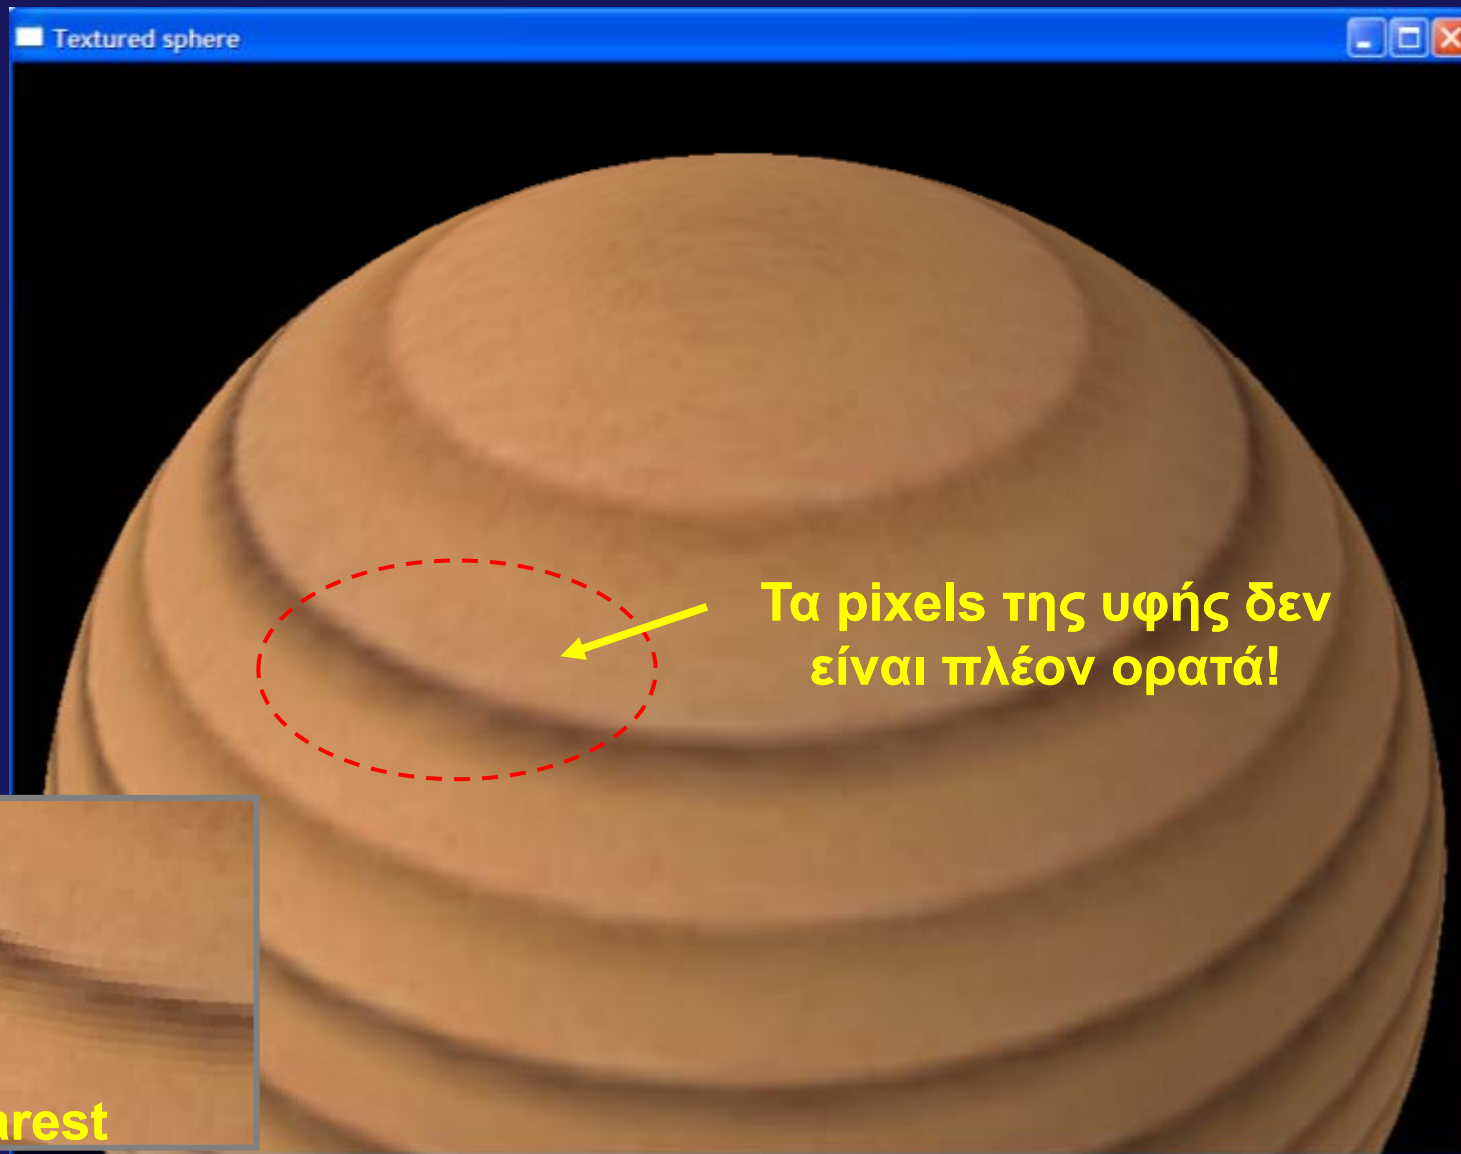 Textured sphere
Τα pixels της υφής δεν
είναι πλέον ορατά!
arest